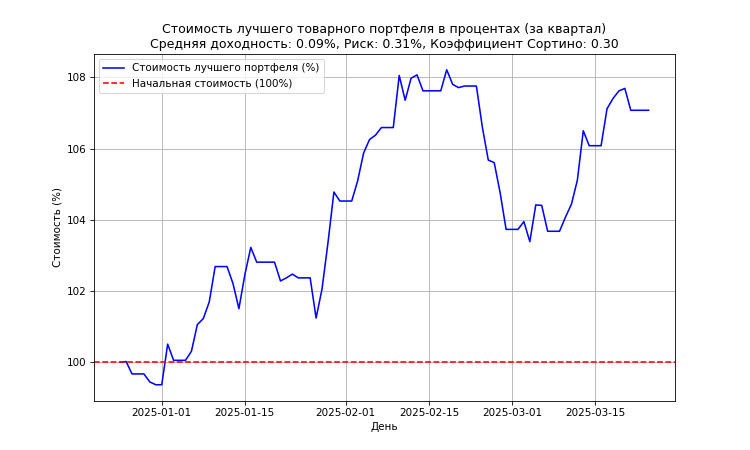 Стоимость лучшего товарного портфеля в процентах (за квартал)
Средняя доходность: 0.09%, Риск: 0.31%, Коэффициент Сортино: 0.30
Стоимость лучшего портфеля (%)
Начальная стоимость (100%)
Стоимость (%)
108
106
104
102
100
2025-01-01
2025-01-15
2025-02-01
2025-02-15
2025-03-01
2025-03-15
День